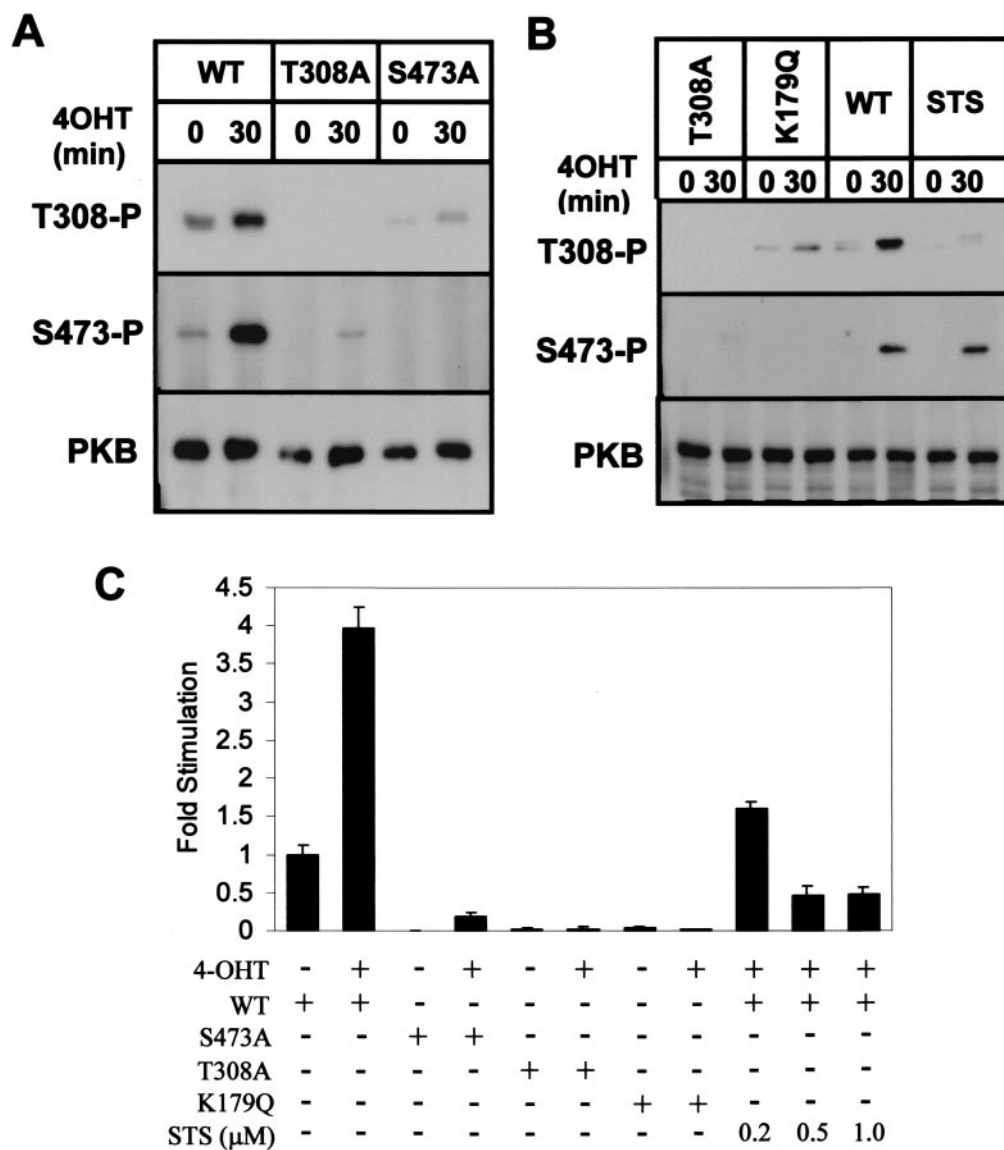 A
WT T308A S473A
4OHT (min) 0 30 0 30 0 30
T308-P
S473-P
PKB
B
T308A K179Q WT STS
4OHT (min) 0 30 0 30 0 30 0 30
T308-P
S473-P
PKB
C
Fold Stimulation
4.5
4
3.5
3
2.5
2
1.5
1
0.5
0
4-OHT - + - + - + - + + + +
WT + + - - - - - - + + +
S473A - - + + - - - - - - -
T308A - - - - + + - - - - -
K179Q - - - - - - + + - - -
STS (µM) - - - - - - - - 0.2 0.5 1.0